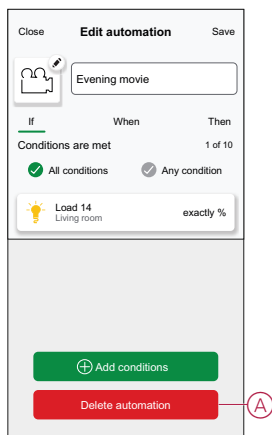 Close Edit automation Save
Evening movie
If When Then
Conditions are met 1 of 10
All conditions Any condition
Load 14
Living room
exactly %
Add conditions
Delete automation A